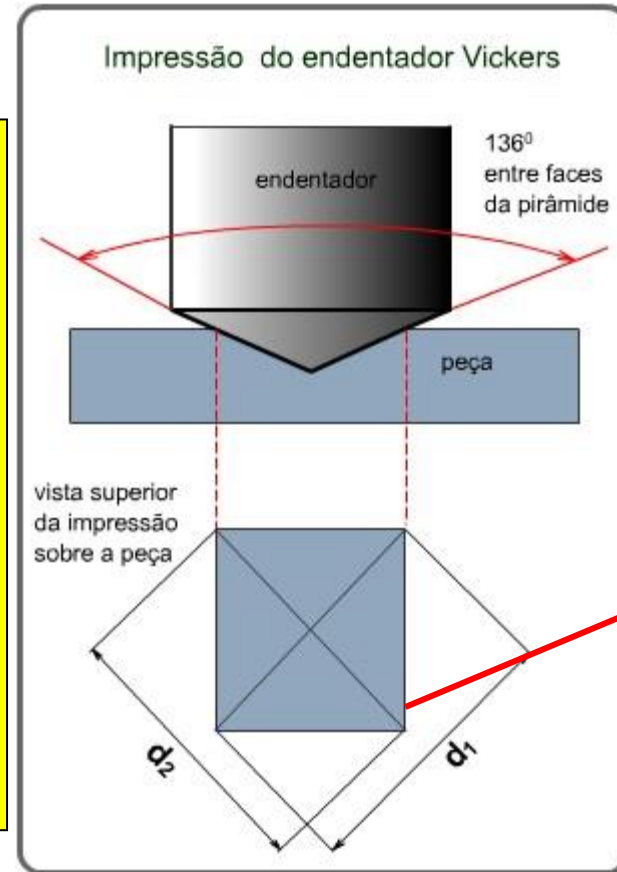 Impressão do endentador Vickers
endentador
136⁰
entre faces
da pirâmide
peça
vista superior
da impressão
sobre a peça
d₂
d₁